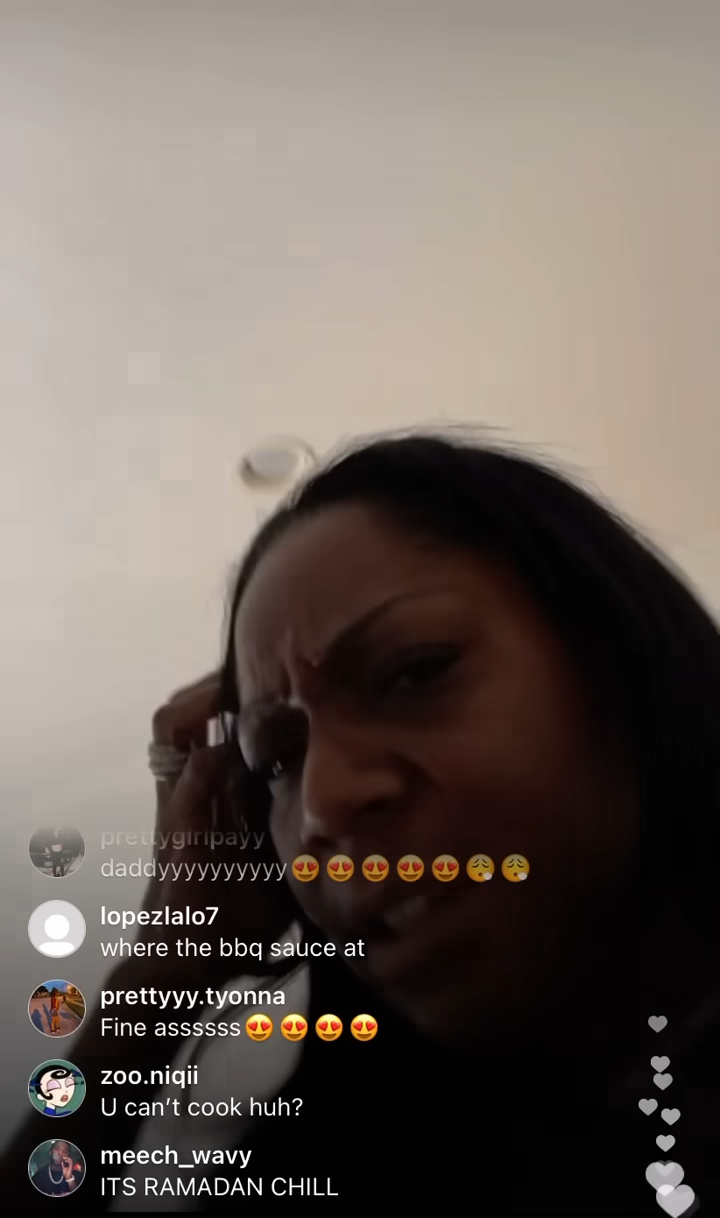 prettygirlpayy
daddyyyyyyyyyy😍😍😍😍😍😮‍💨😮‍💨
lopezlalo7
where the bbq sauce at
prettyyy.tyonna
Fine assssss😍😍😍😍
zoo.niqii
U can’t cook huh?
meech_wavy
ITS RAMADAN CHILL